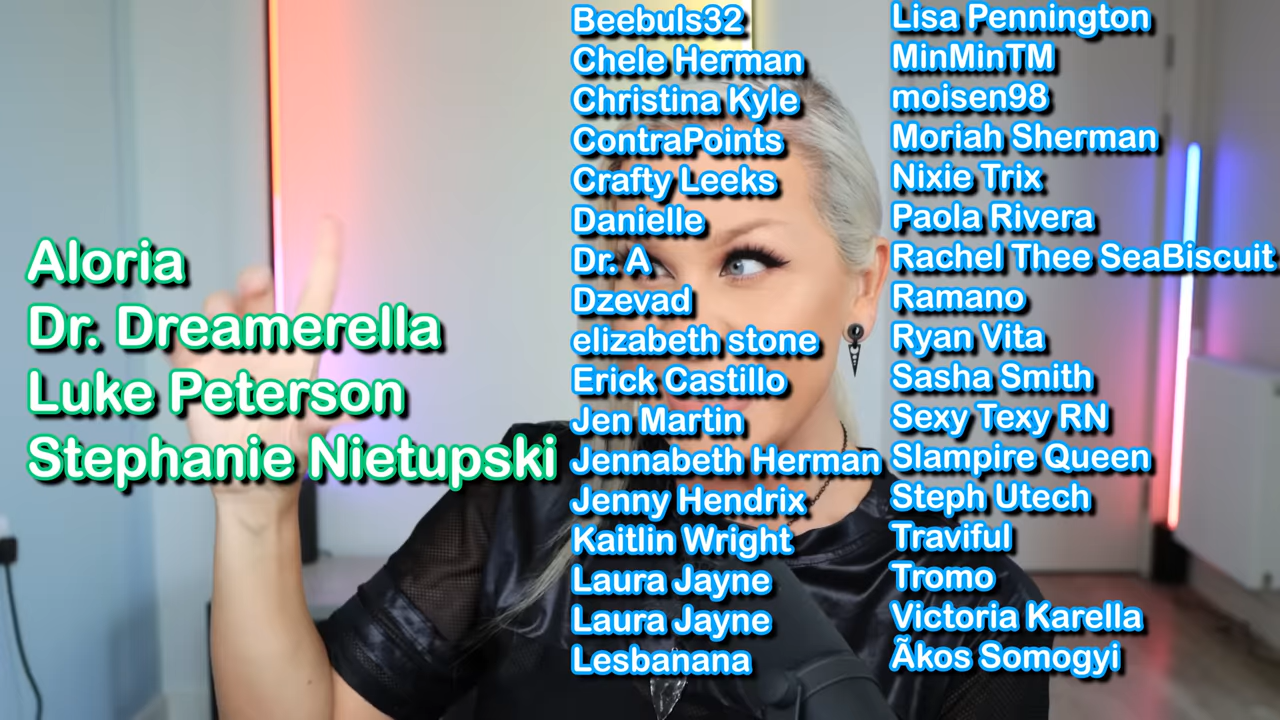 Aloria
Dr. Dreamerella
Luke Peterson
Stephanie Nietupski
Beebuls32
Chele Herman
Christina Kyle
ContraPoints
Crafty Leeks
Danielle
Dr. A
Dzevad
elizabeth stone
Erick Castillo
Jen Martin
Jennabeth Herman
Jenny Hendrix
Kaitlin Wright
Laura Jayne
Laura Jayne
Lesbanana
Lisa Pennington
MinMinTM
moisen98
Moriah Sherman
Nixie Trix
Paola Rivera
Rachel Thee SeaBiscuit
Ramano
Ryan Vita
Sasha Smith
Sexy Texy RN
Slampire Queen
Steph Utech
Traviful
Tromo
Victoria Karella
Ãkos Somogyi